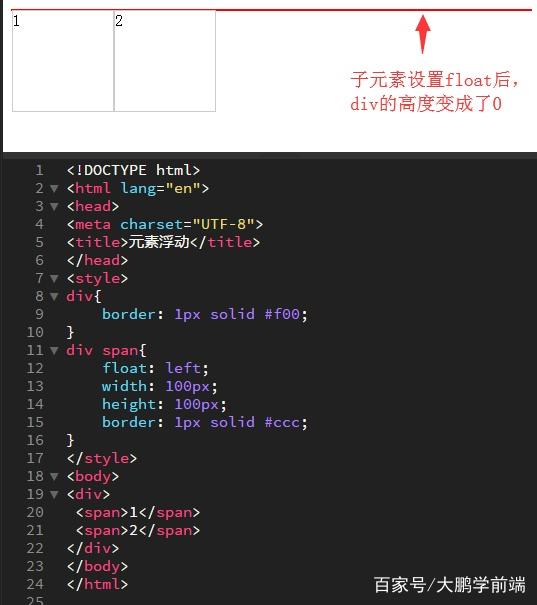 1 2
子元素设置float后，
div的高度变成了0
1 <!DOCTYPE html>
2 <html lang="en">
3 <head>
4 <meta charset="UTF-8">
5 <title>元素浮动</title>
6 </head>
7 <style>
8 div{
9 border: 1px solid #f00;
10 }
11 div span{
12 float: left;
13 width: 100px;
14 height: 100px;
15 border: 1px solid #ccc;
16 }
17 </style>
18 <body>
19 <div>
20 <span>1</span>
21 <span>2</span>
22 </div>
23 </body>
24 </html>
25
百家号/大鹏学前端